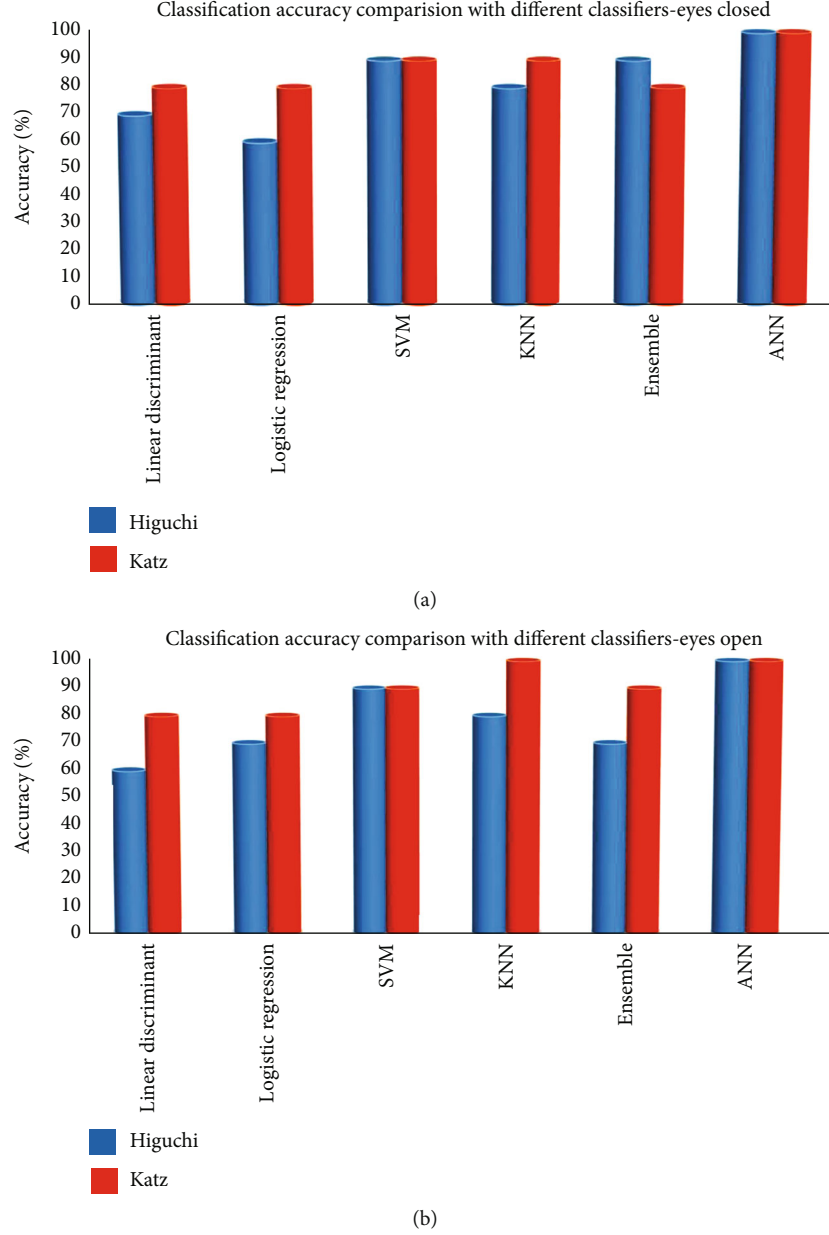 Classification accuracy comparision with different classifiers-eyes closed
Accuracy (%)
100
90
80
70
60
50
40
30
20
10
0
Linear discriminant
Logistic regression
SVM
KNN
Ensemble
ANN
Higuchi
Katz
(a)
Classification accuracy comparison with different classifiers-eyes open
Accuracy (%)
100
90
80
70
60
50
40
30
20
10
0
Linear discriminant
Logistic regression
SVM
KNN
Ensemble
ANN
Higuchi
Katz
(b)